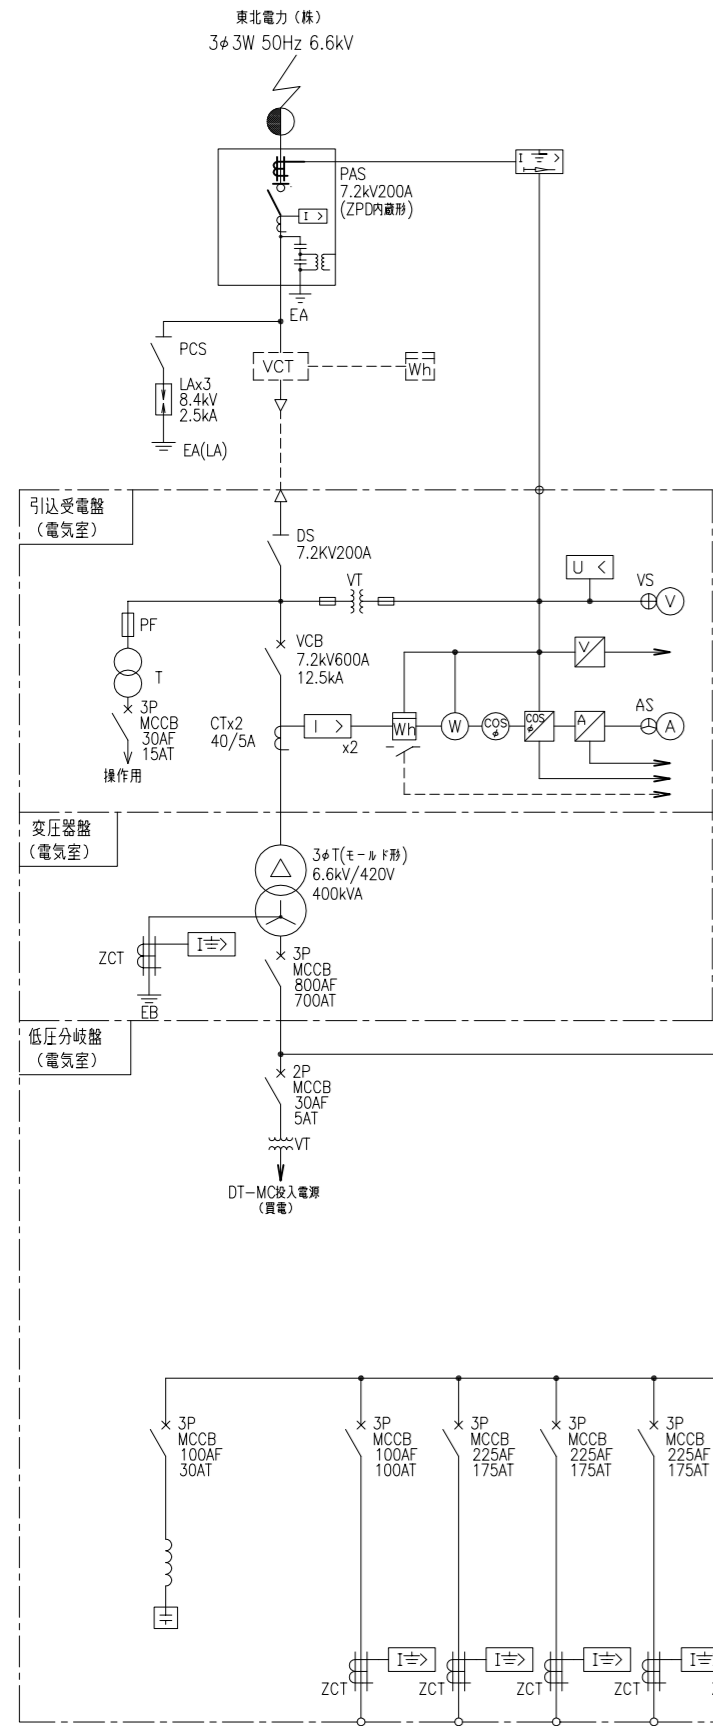 東北電力（株）
3φ3W 50Hz 6.6kV
I >
PAS
7.2kV200A
(ZPD内蔵形)
I >
EA
PCS
VCT
Wh
LAx3
8.4kV
2.5kA
EA(LA)
引込受電盤
（電気室）
DS
7.2KV200A
VT
U <
VS
V
PF
T
3P
MCCB
30AF
15AT
操作用
VCB
7.2kV600A
12.5kA
V
CTx2
40/5A
I >
x2
Wh
W
COS
φ
COS
φ
A
AS
A
変圧器盤
（電気室）
3φT(モールド形)
6.6kV/420V
400kVA
ZCT
I >
EB
3P
MCCB
800AF
700AT
低圧分岐盤
（電気室）
2P
MCCB
30AF
5AT
VT
DT-MC投入電源
（買電）
3P
MCCB
100AF
30AT
3P
MCCB
100AF
100AT
3P
MCCB
225AF
175AT
3P
MCCB
225AF
175AT
3P
MCCB
225AF
175AT
ZCT
I >
ZCT
I >
ZCT
I >
ZCT
I